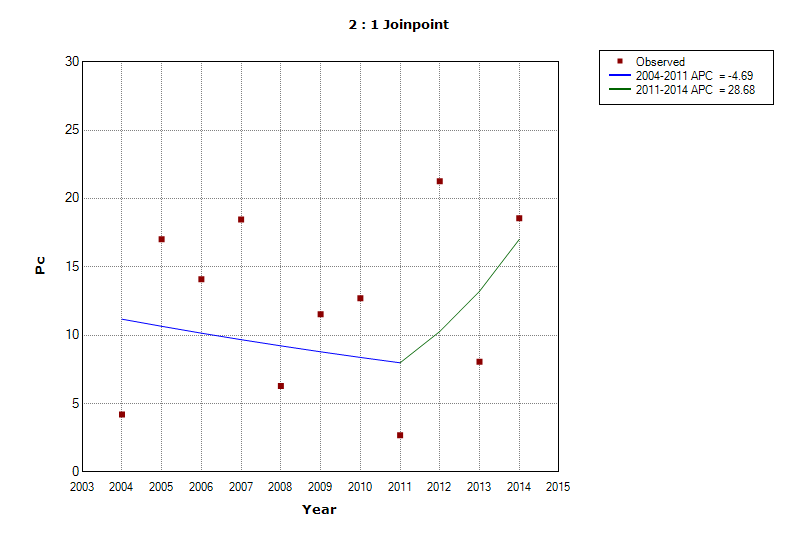 2 : 1 Joinpoint
Observed
2004-2011 APC = -4.69
2011-2014 APC = 28.68
30
25
20
15
10
5
0
Pc
2003 2004 2005 2006 2007 2008 2009 2010 2011 2012 2013 2014 2015
Year